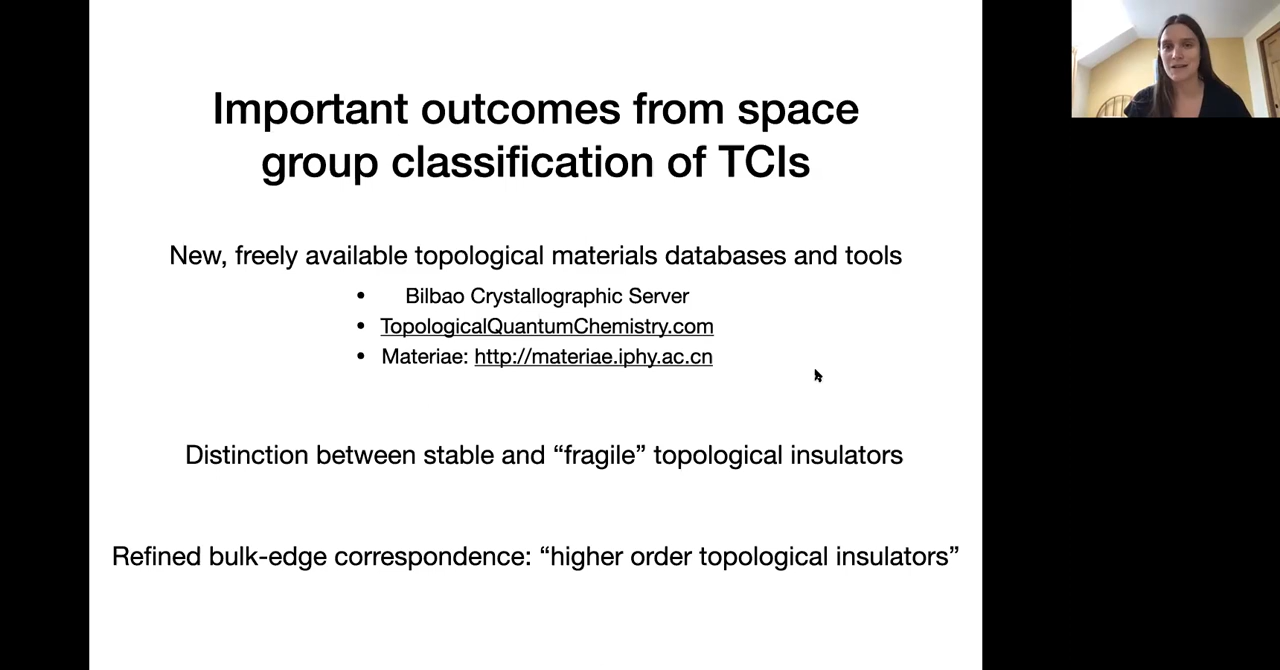 Important outcomes from space
group classification of TCIs
New, freely available topological materials databases and tools
• Bilbao Crystallographic Server
• TopologicalQuantumChemistry.com
• Materiae: http://materiae.iphy.ac.cn
Distinction between stable and “fragile” topological insulators
Refined bulk-edge correspondence: “higher order topological insulators”